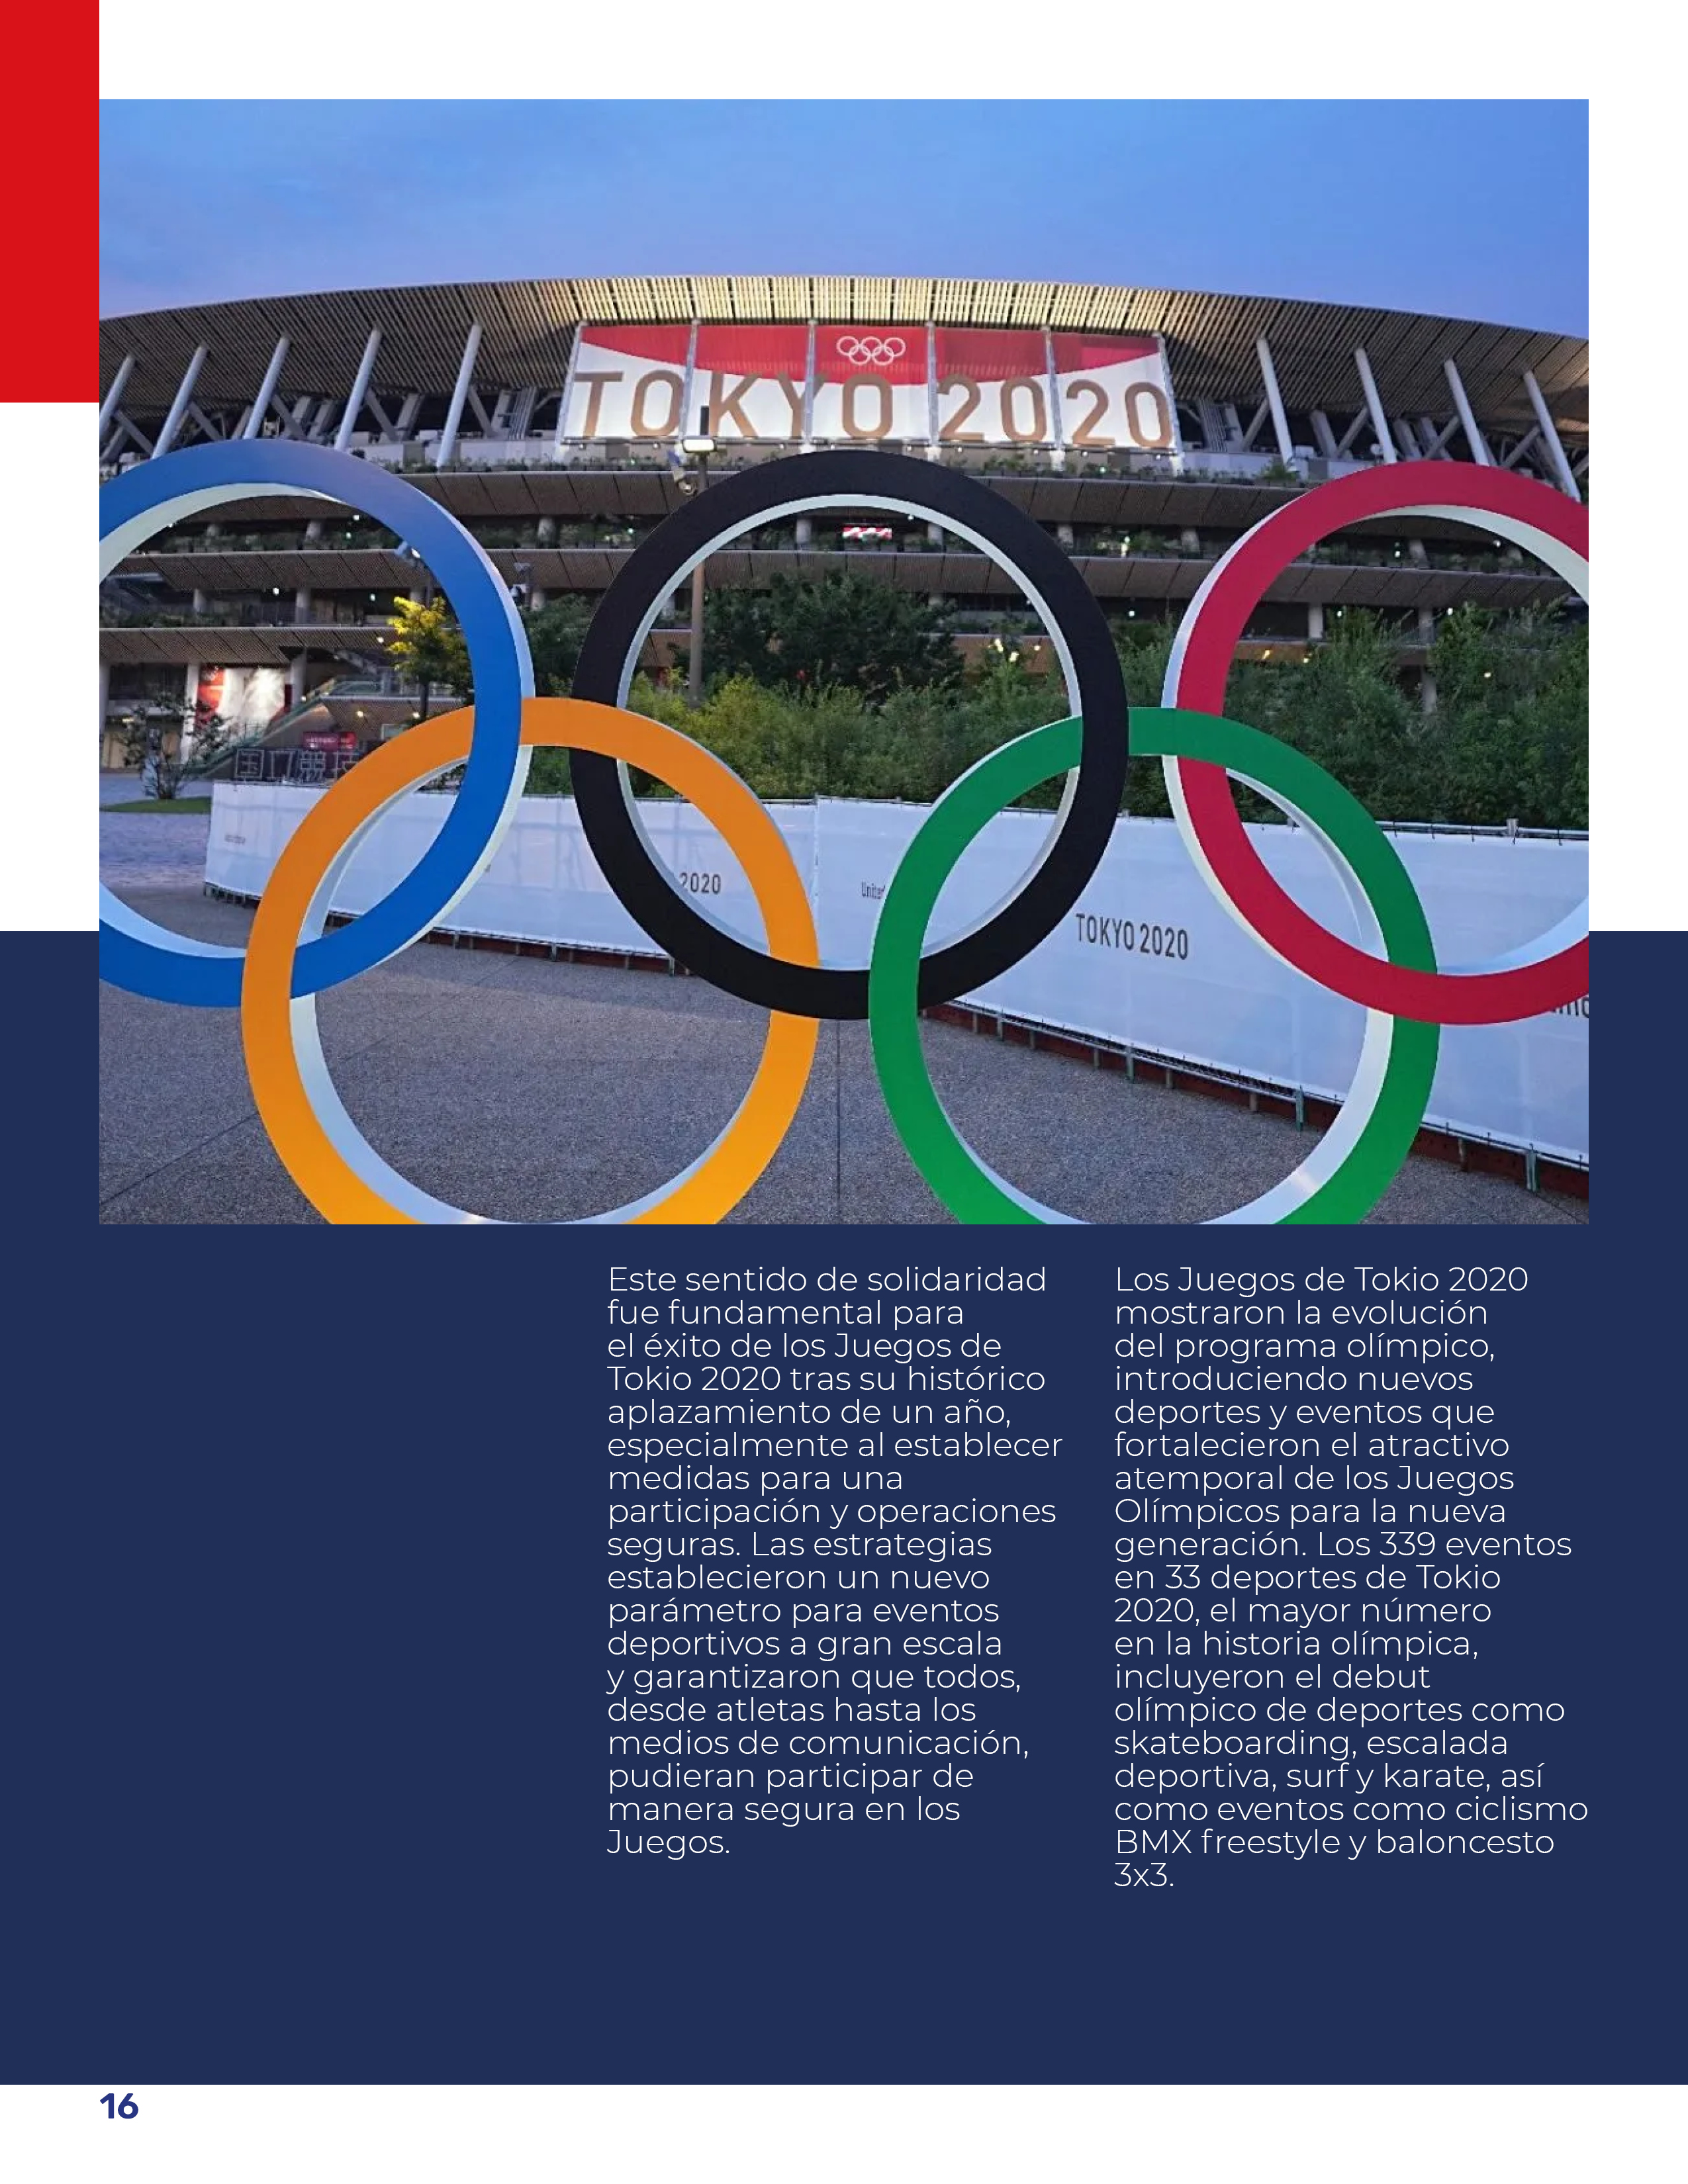 TOKYO 2020
2020
United
TOKYO 2020
Este sentido de solidaridad
fue fundamental para
el éxito de los Juegos de
Tokio 2020 tras su histórico
aplazamiento de un año,
especialmente al establecer
medidas para una
participación y operaciones
seguras. Las estrategias
establecieron un nuevo
parámetro para eventos
deportivos a gran escala
y garantizaron que todos,
desde atletas hasta los
medios de comunicación,
pudieran participar de
manera segura en los
Juegos.
Los Juegos de Tokio 2020
mostraron la evolución
del programa olímpico,
introduciendo nuevos
deportes y eventos que
fortalecieron el atractivo
atemporal de los Juegos
Olímpicos para la nueva
generación. Los 339 eventos
en 33 deportes de Tokio
2020, el mayor número
en la historia olímpica,
incluyeron el debut
olímpico de deportes como
skateboarding, escalada
deportiva, surf y karate, así
como eventos como ciclismo
BMX freestyle y baloncesto
3x3.
16